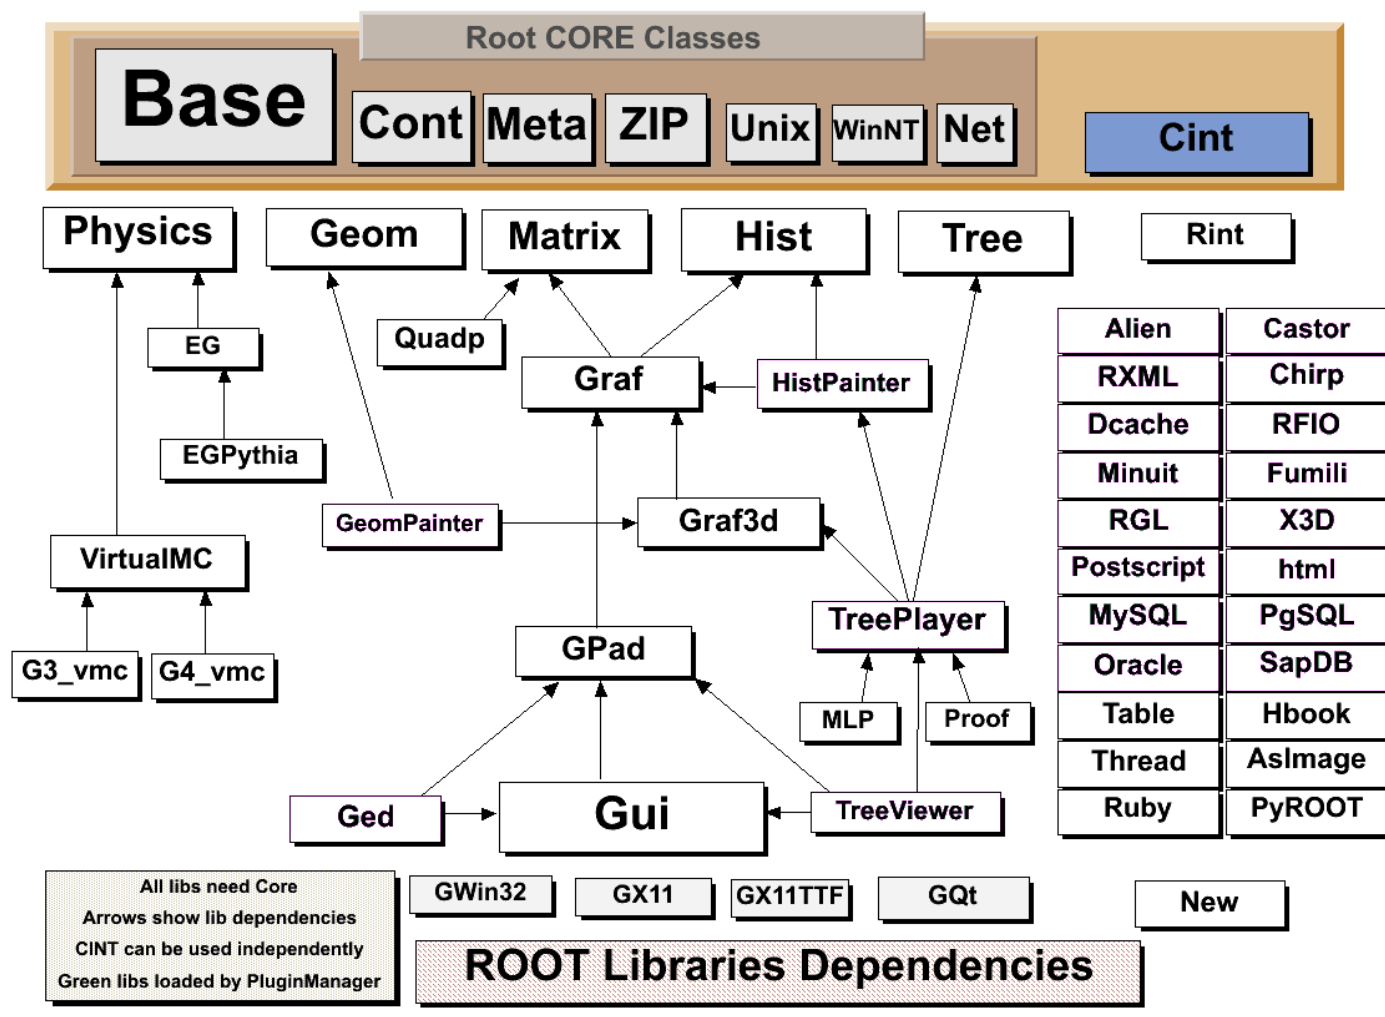 Root CORE Classes
Base
Cont
Meta
ZIP
Unix
WinNT
Net
Cint
Physics
Geom
Matrix
Hist
Tree
Rint
EG
Quadp
Graf
HistPainter
EGPythia
GeomPainter
Graf3d
VirtualMC
TreePlayer
GPad
G3_vmc
G4_vmc
MLP
Proof
Ged
Gui
TreeViewer
Alien
Castor
RXML
Chirp
Dcache
RFIO
Minuit
Fumili
RGL
X3D
Postscript
html
MySQL
PgSQL
Oracle
SapDB
Table
Hbook
Thread
AsImage
Ruby
PyROOT
All libs need Core
Arrows show lib dependencies
CINT can be used independently
Green libs loaded by PluginManager
GWin32
GX11
GX11TTF
GQt
New
ROOT Libraries Dependencies